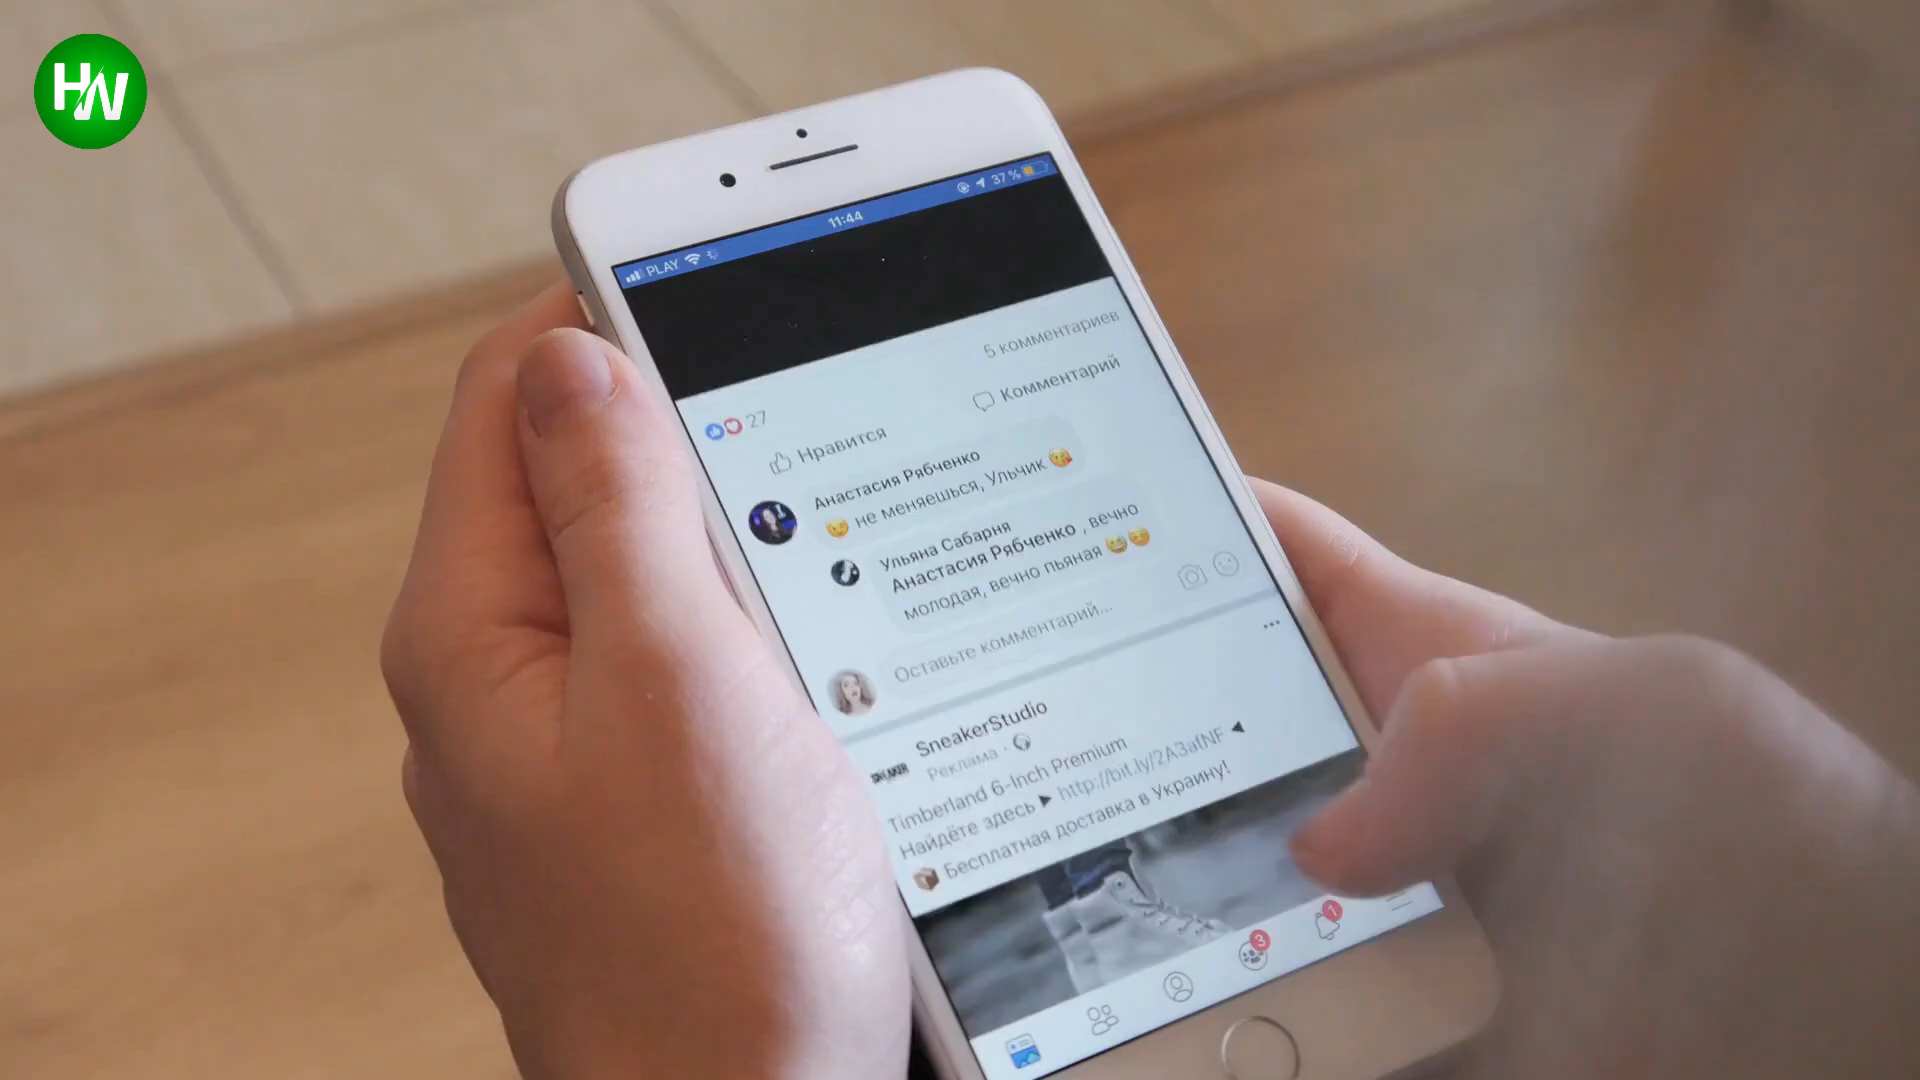 HW
PLAY
11:44
37 %
5 комментариев
27
Нравится
Комментарий
Анастасия Рябченко
не меняешься, Ульчик
Ульяна Сабарня
Анастасия Рябченко , вечно
молодая, вечно пьяная
Оставьте комментарий...
SneakerStudio
Реклама ·
Timberland 6-Inch Premium
Найдёте здесь ► http://bit.ly/2A3afNF ◄
Бесплатная доставка в Украину!
3
1